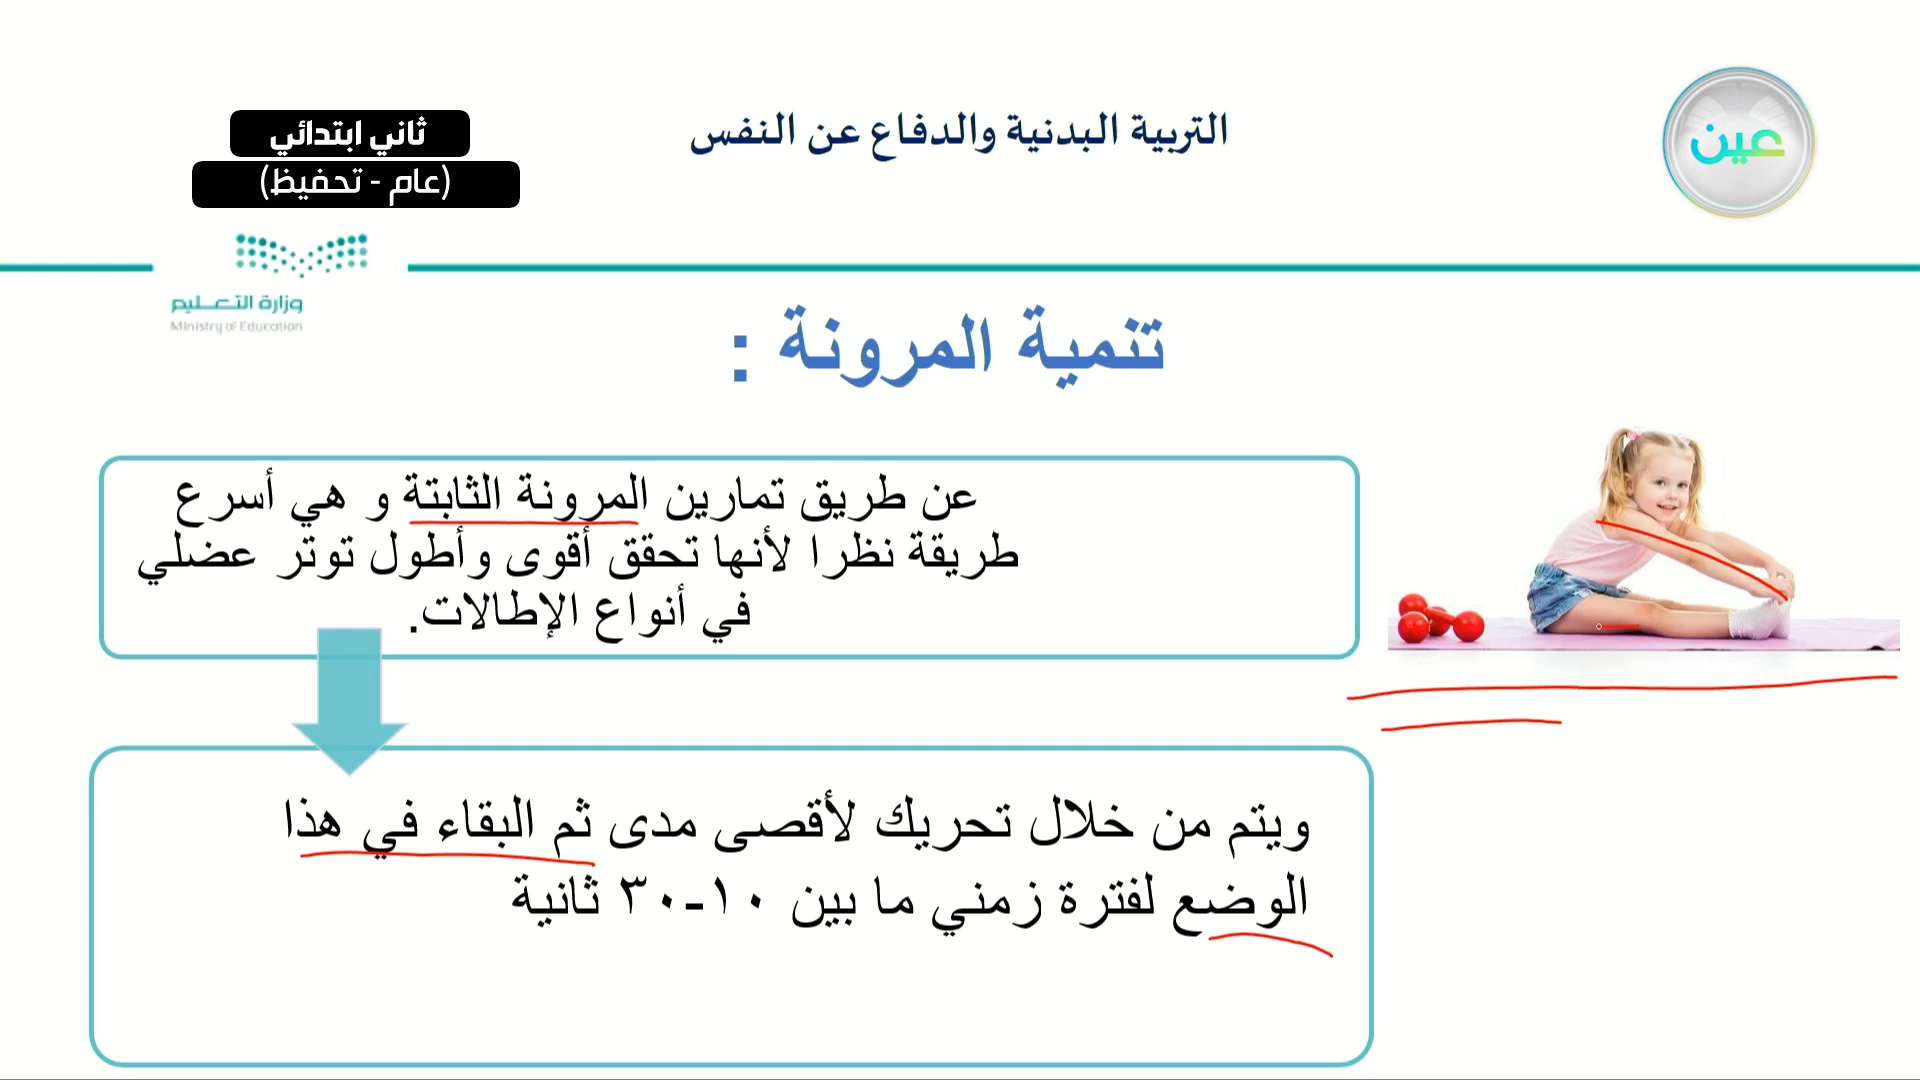 التربية البدنية والدفاع عن النفس
عين
ثاني ابتدائي
(عام - تحفيظ)
وزارة التعليم
Ministry of Education
تنمية المرونة :
عن طريق تمارين المرونة الثابتة و هي أسرع
طريقة نظرا لأنها تحقق أقوى وأطول توتر عضلي
في أنواع الإطالات.
ويتم من خلال تحريك لأقصى مدى ثم البقاء في هذا
الوضع لفترة زمني ما بين ١٠-٣٠ ثانية